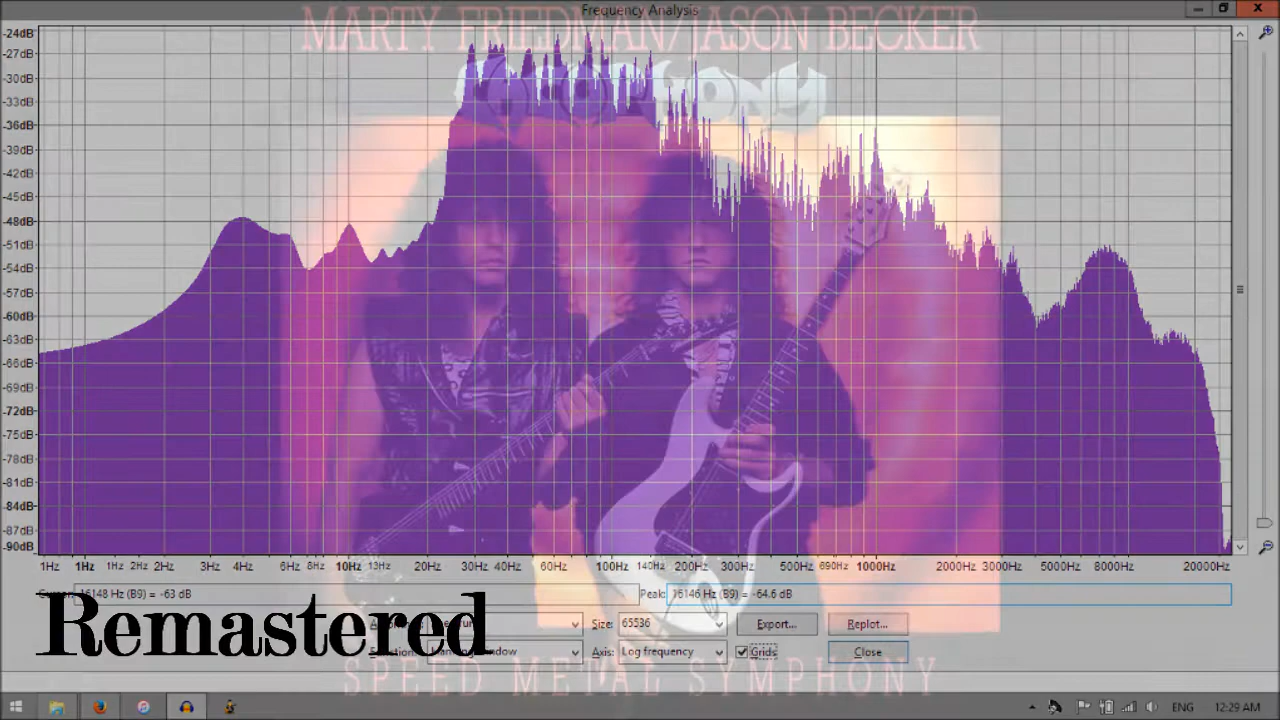 Frequency Analysis
MARTY FRIEDMAN/JASON BECKER
-24dB
-27dB
-30dB
-33dB
-36dB
-39dB
-42dB
-45dB
-48dB
-51dB
-54dB
-57dB
-60dB
-63dB
-66dB
-69dB
-72dB
-75dB
-78dB
-81dB
-84dB
-87dB
-90dB
1Hz 1Hz 1Hz 2Hz 2Hz 3Hz 4Hz 6Hz 8Hz 10Hz 13Hz 20Hz 30Hz 40Hz 60Hz 100Hz 140Hz 200Hz 300Hz 500Hz 690Hz 1000Hz 2000Hz 3000Hz 5000Hz 8000Hz 20000Hz
16148 Hz (B9) = -63 dB Peak: 16146 Hz (B9) = -64.6 dB
Remastered
Size: 65536 Export... Replot...
window Axis: Log frequency Grids Close
SPEED METAL SYMPHONY
ENG 12:29 AM